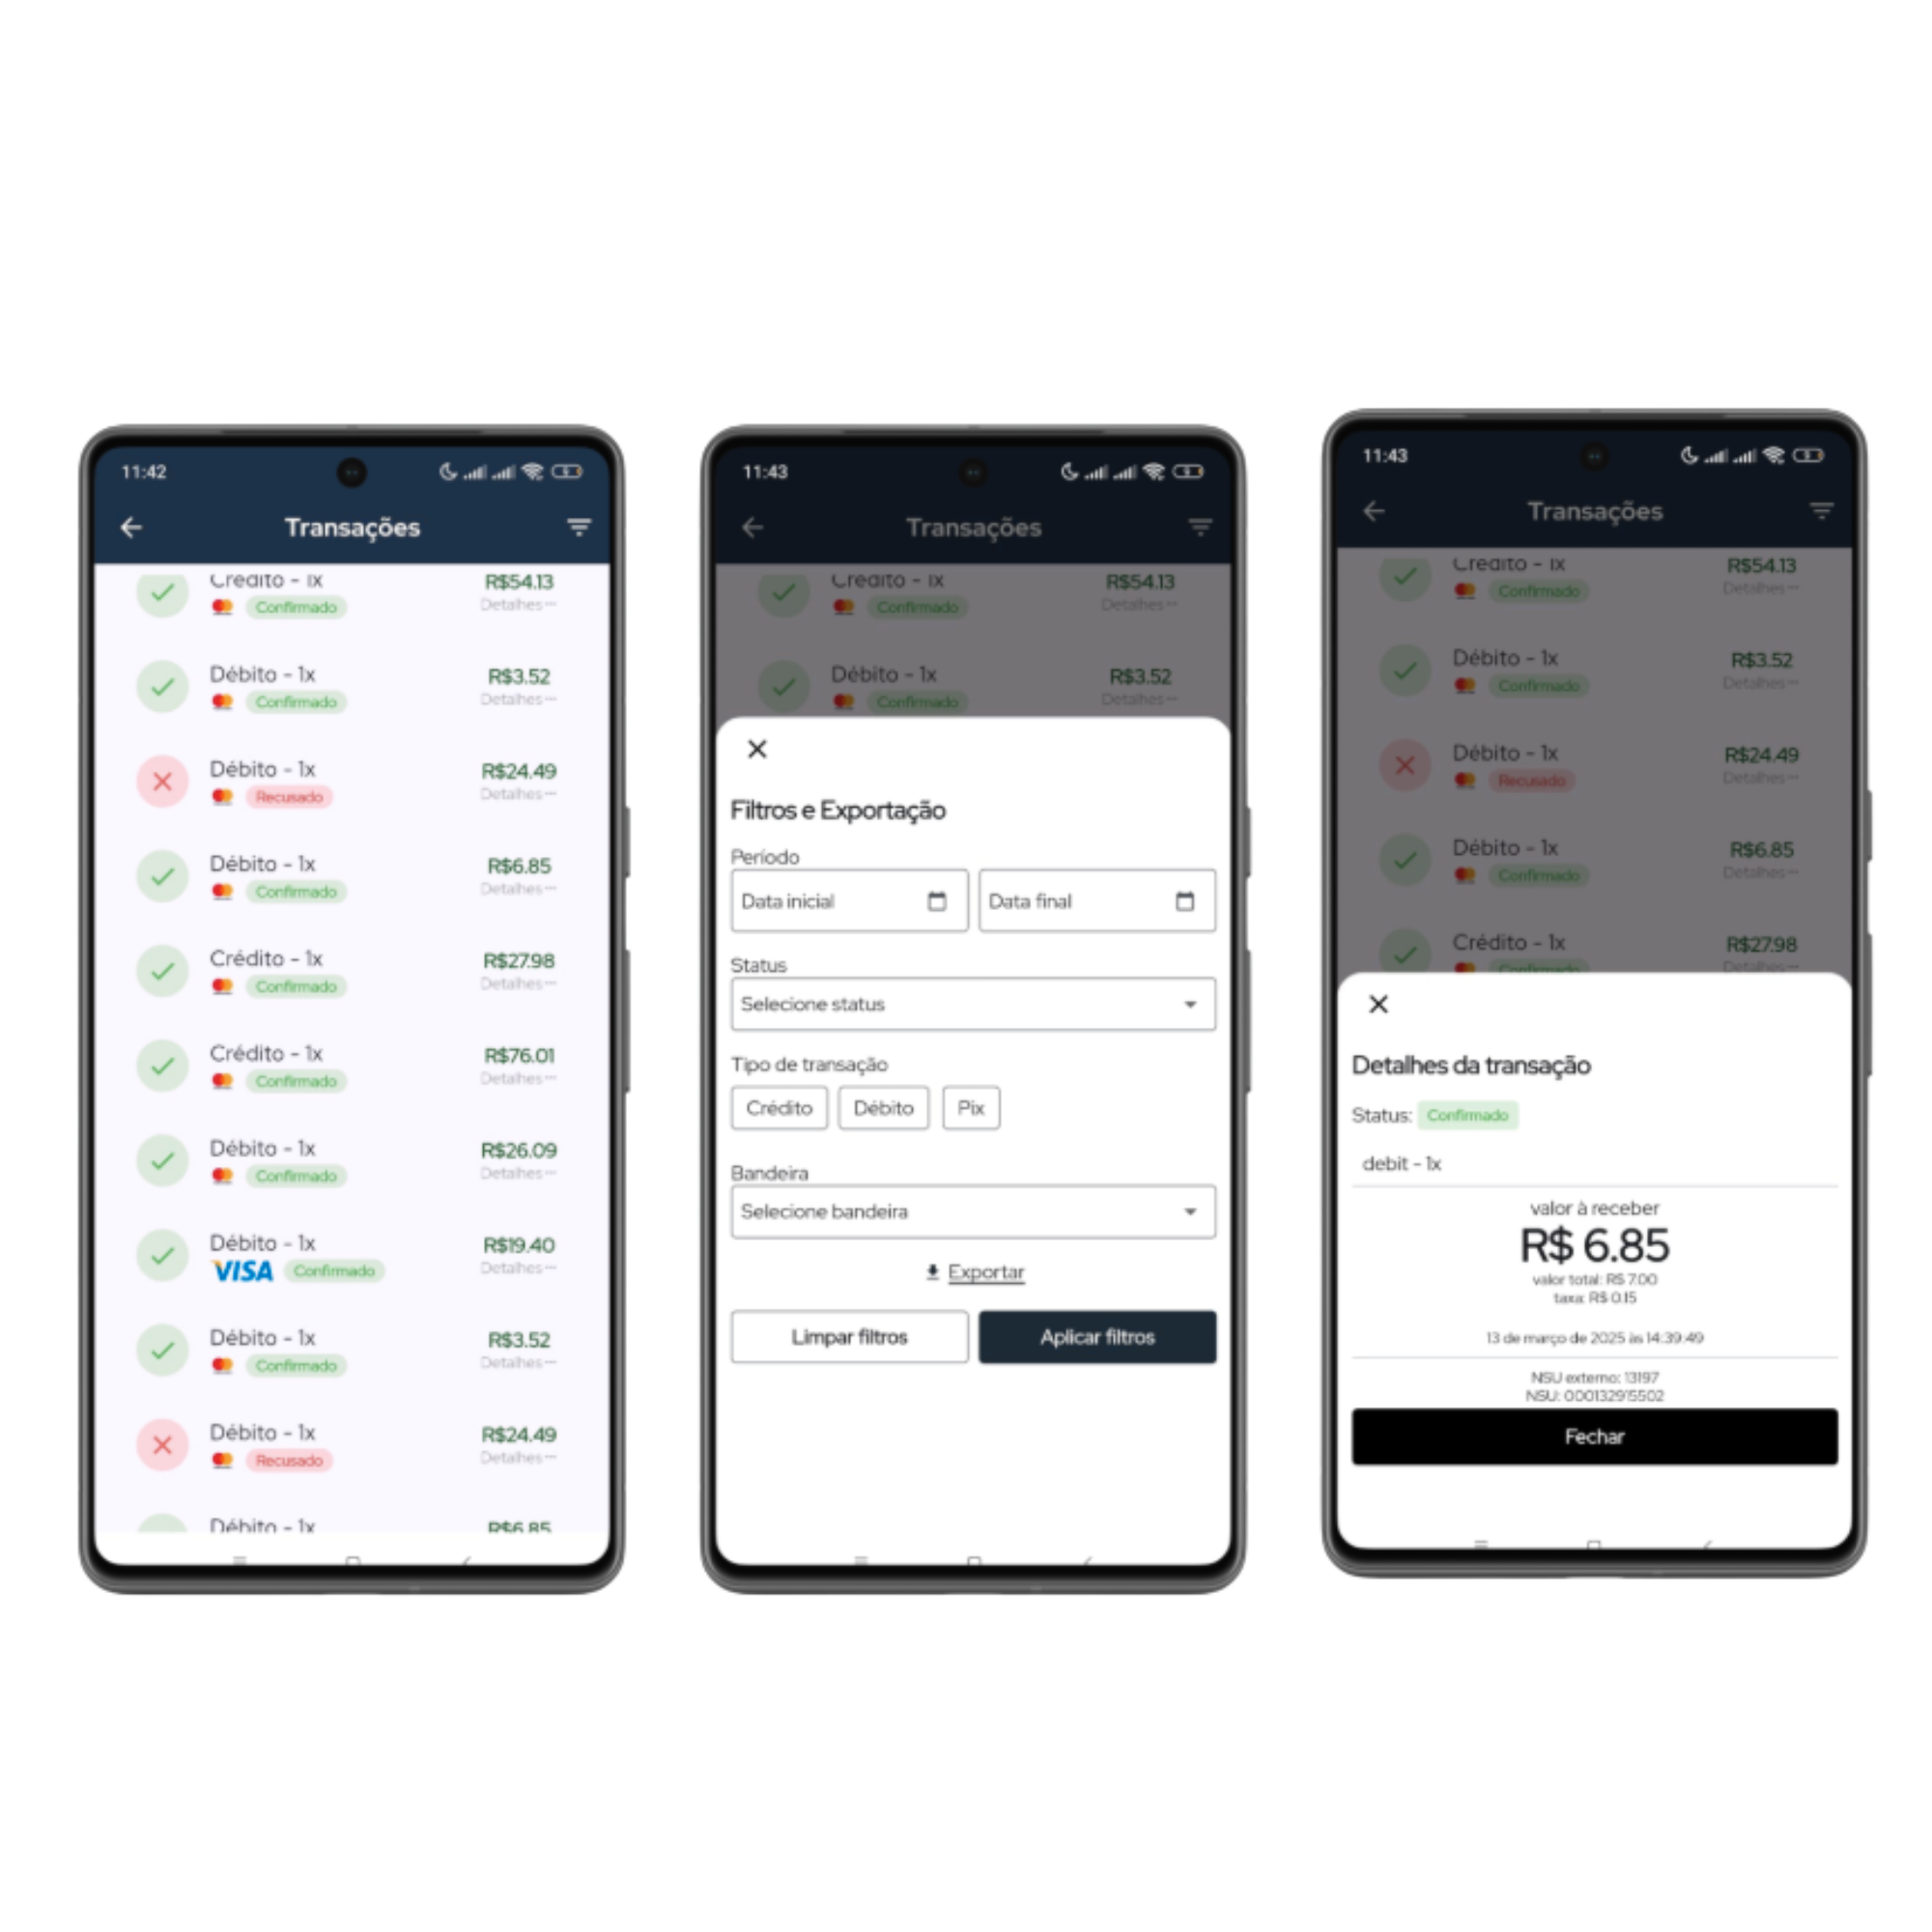 11:42
Transações
Crédito - 1x R$54.13
Confirmado Detalhes
Débito - 1x R$3.52
Confirmado Detalhes
Débito - 1x R$24.49
Recusado Detalhes
Débito - 1x R$6.85
Confirmado Detalhes
Crédito - 1x R$27.98
Confirmado Detalhes
Crédito - 1x R$76.01
Confirmado Detalhes
Débito - 1x R$26.09
Confirmado Detalhes
Débito - 1x R$19.40
VISA Confirmado Detalhes
Débito - 1x R$3.52
Confirmado Detalhes
Débito - 1x R$24.49
Recusado Detalhes
Débito - 1x R$6.85
11:43
Transações
Crédito - 1x R$54.13
Confirmado Detalhes
Débito - 1x R$3.52
Confirmado Detalhes
Filtros e Exportação
Período
Data inicial Data final
Status
Selecione status
Tipo de transação
Crédito Débito Pix
Bandeira
Selecione bandeira
Exportar
Limpar filtros Aplicar filtros
11:43
Transações
Crédito - 1x R$54.13
Confirmado Detalhes
Débito - 1x R$3.52
Confirmado Detalhes
Débito - 1x R$24.49
Recusado Detalhes
Débito - 1x R$6.85
Confirmado Detalhes
Crédito - 1x R$27.98
Confirmado Detalhes
Detalhes da transação
Status: Confirmado
debit - 1x
valor à receber
R$ 6.85
valor total: R$ 7.00
taxa: R$ 0.15
13 de março de 2025 às 14:39:49
NSU externo: 13197
NSU: 000132915502
Fechar